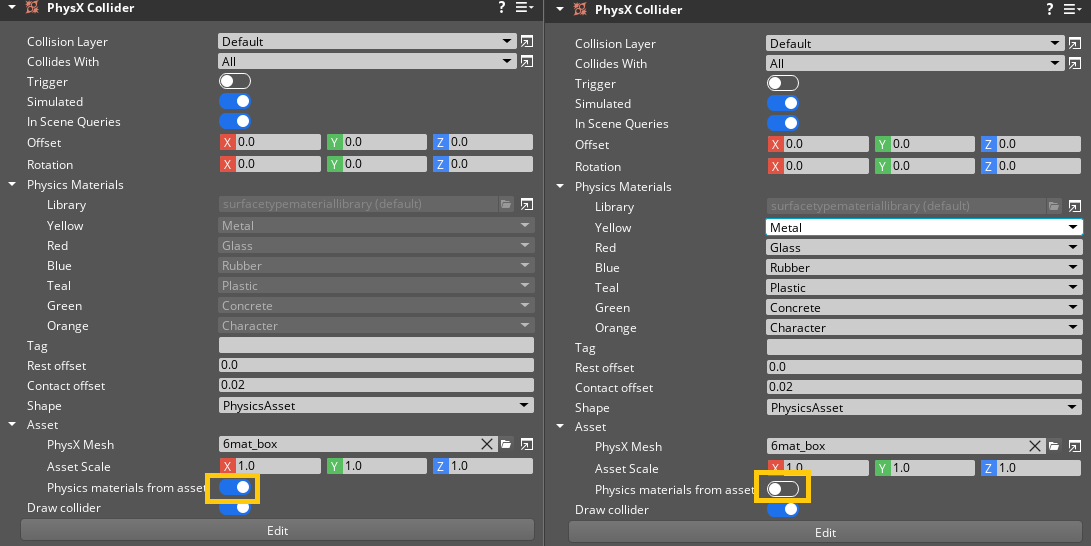 PhysX Collider ?
Collision Layer Default
Collides With All
Trigger
Simulated
In Scene Queries
Offset X 0.0 Y 0.0 Z 0.0
Rotation X 0.0 Y 0.0 Z 0.0
Physics Materials
Library surfacetypemateriallibrary (default)
Yellow Metal
Red Glass
Blue Rubber
Teal Plastic
Green Concrete
Orange Character
Tag
Rest offset 0.0
Contact offset 0.02
Shape PhysicsAsset
Asset
PhysX Mesh 6mat_box
Asset Scale X 1.0 Y 1.0 Z 1.0
Physics materials from asset
Draw collider
Edit
PhysX Collider ?
Collision Layer Default
Collides With All
Trigger
Simulated
In Scene Queries
Offset X 0.0 Y 0.0 Z 0.0
Rotation X 0.0 Y 0.0 Z 0.0
Physics Materials
Library surfacetypemateriallibrary (default)
Yellow Metal
Red Glass
Blue Rubber
Teal Plastic
Green Concrete
Orange Character
Tag
Rest offset 0.0
Contact offset 0.02
Shape PhysicsAsset
Asset
PhysX Mesh 6mat_box
Asset Scale X 1.0 Y 1.0 Z 1.0
Physics materials from asset
Draw collider
Edit